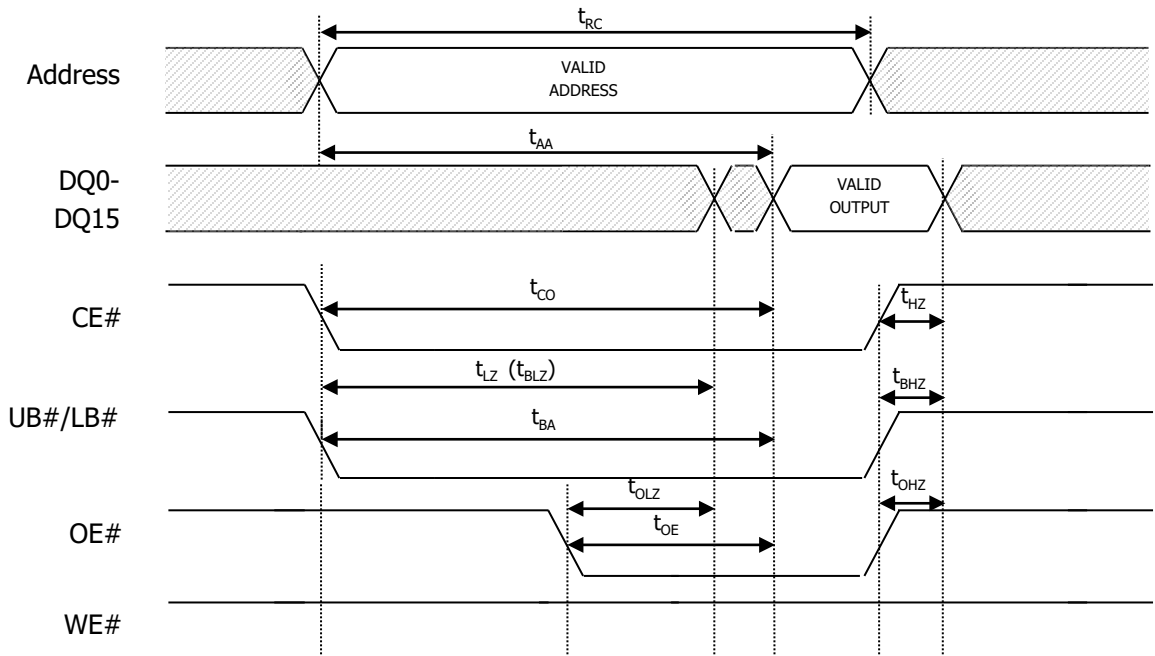 tRC
Address
VALID
ADDRESS
tAA
DQ0-
DQ15
VALID
OUTPUT
tCO
tHZ
CE#
tLZ (tBLZ)
tBHZ
UB#/LB#
tBA
tOLZ
tOHZ
OE#
tOE
WE#